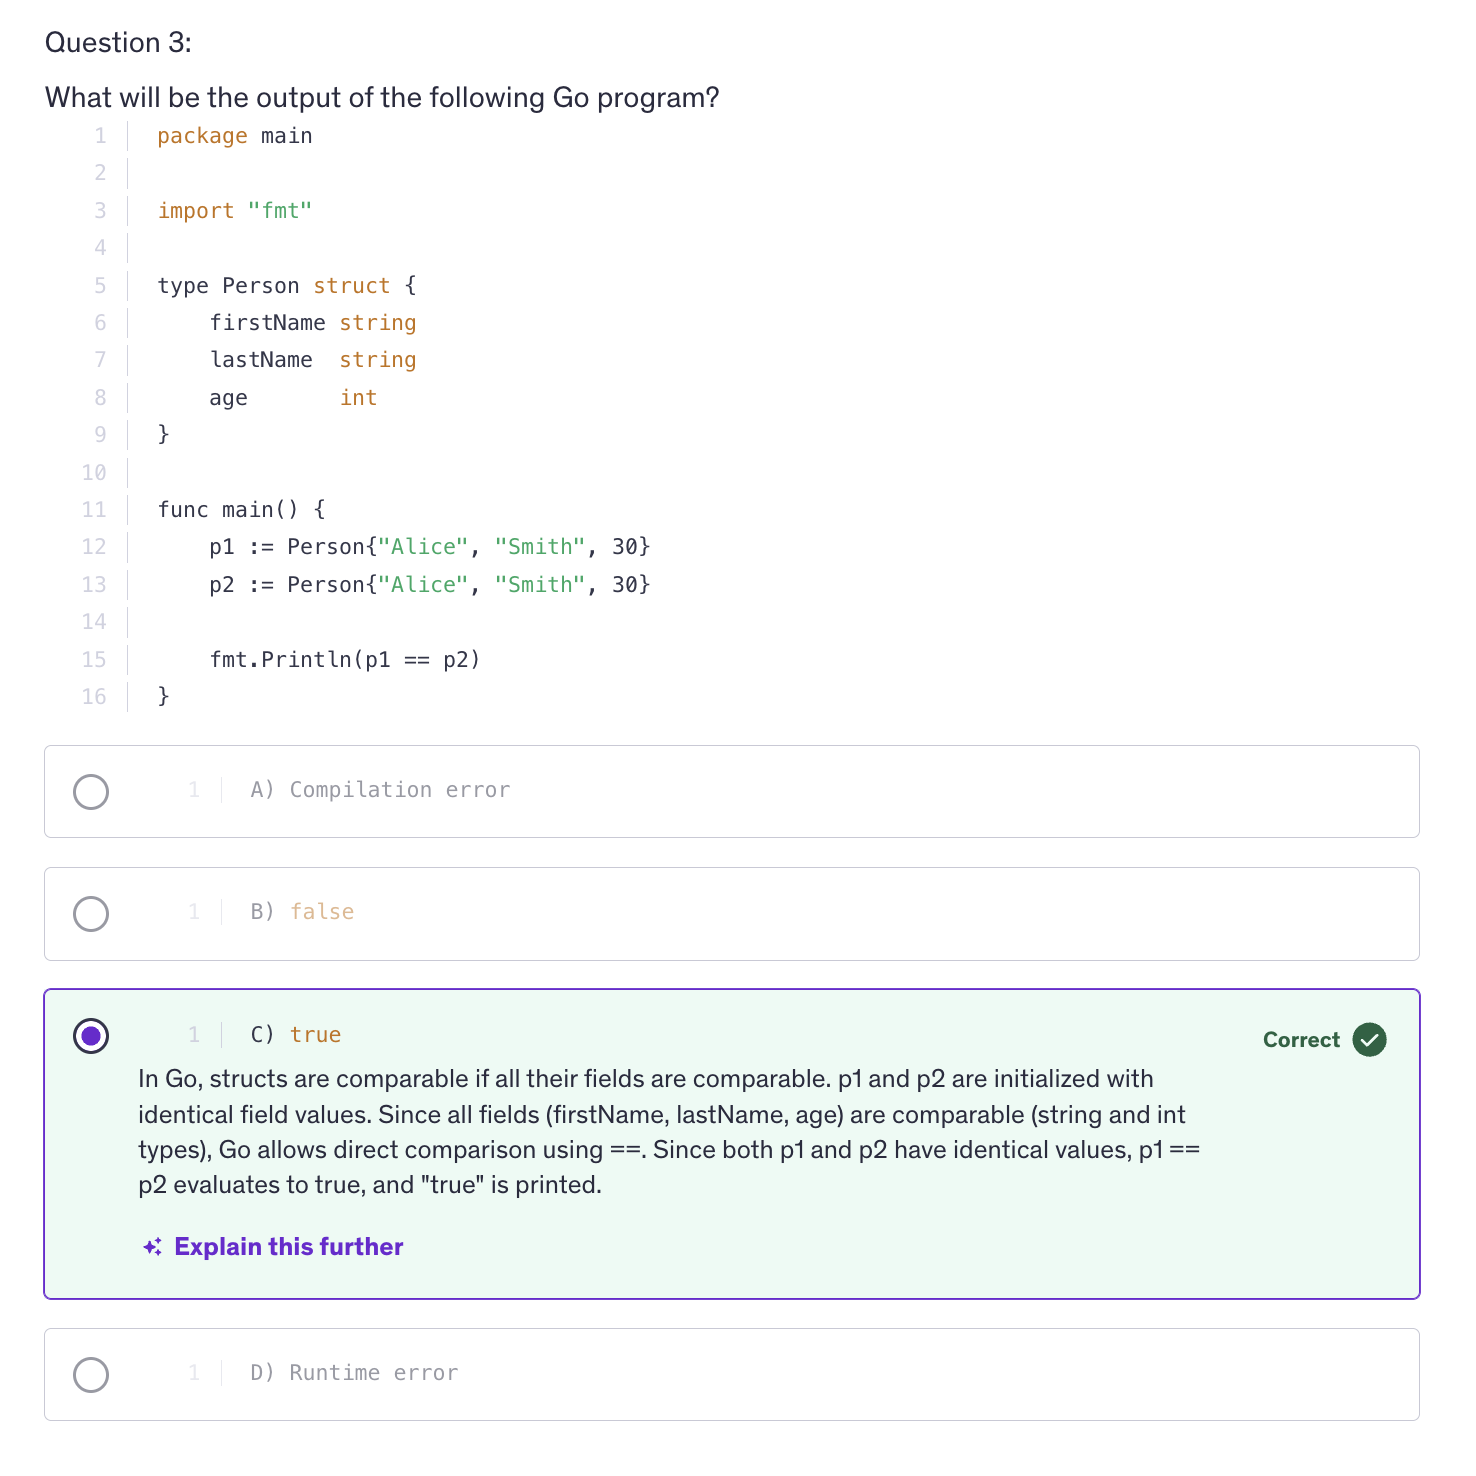 Question 3:
What will be the output of the following Go program?
1 package main
2
3 import "fmt"
4
5 type Person struct {
6     firstName string
7     lastName  string
8     age       int
9 }
10
11 func main() {
12     p1 := Person{"Alice", "Smith", 30}
13     p2 := Person{"Alice", "Smith", 30}
14
15     fmt.Println(p1 == p2)
16 }
1 A) Compilation error
1 B) false
1 C) true
Correct
In Go, structs are comparable if all their fields are comparable. p1 and p2 are initialized with
identical field values. Since all fields (firstName, lastName, age) are comparable (string and int
types), Go allows direct comparison using ==. Since both p1 and p2 have identical values, p1 ==
p2 evaluates to true, and "true" is printed.
Explain this further
1 D) Runtime error